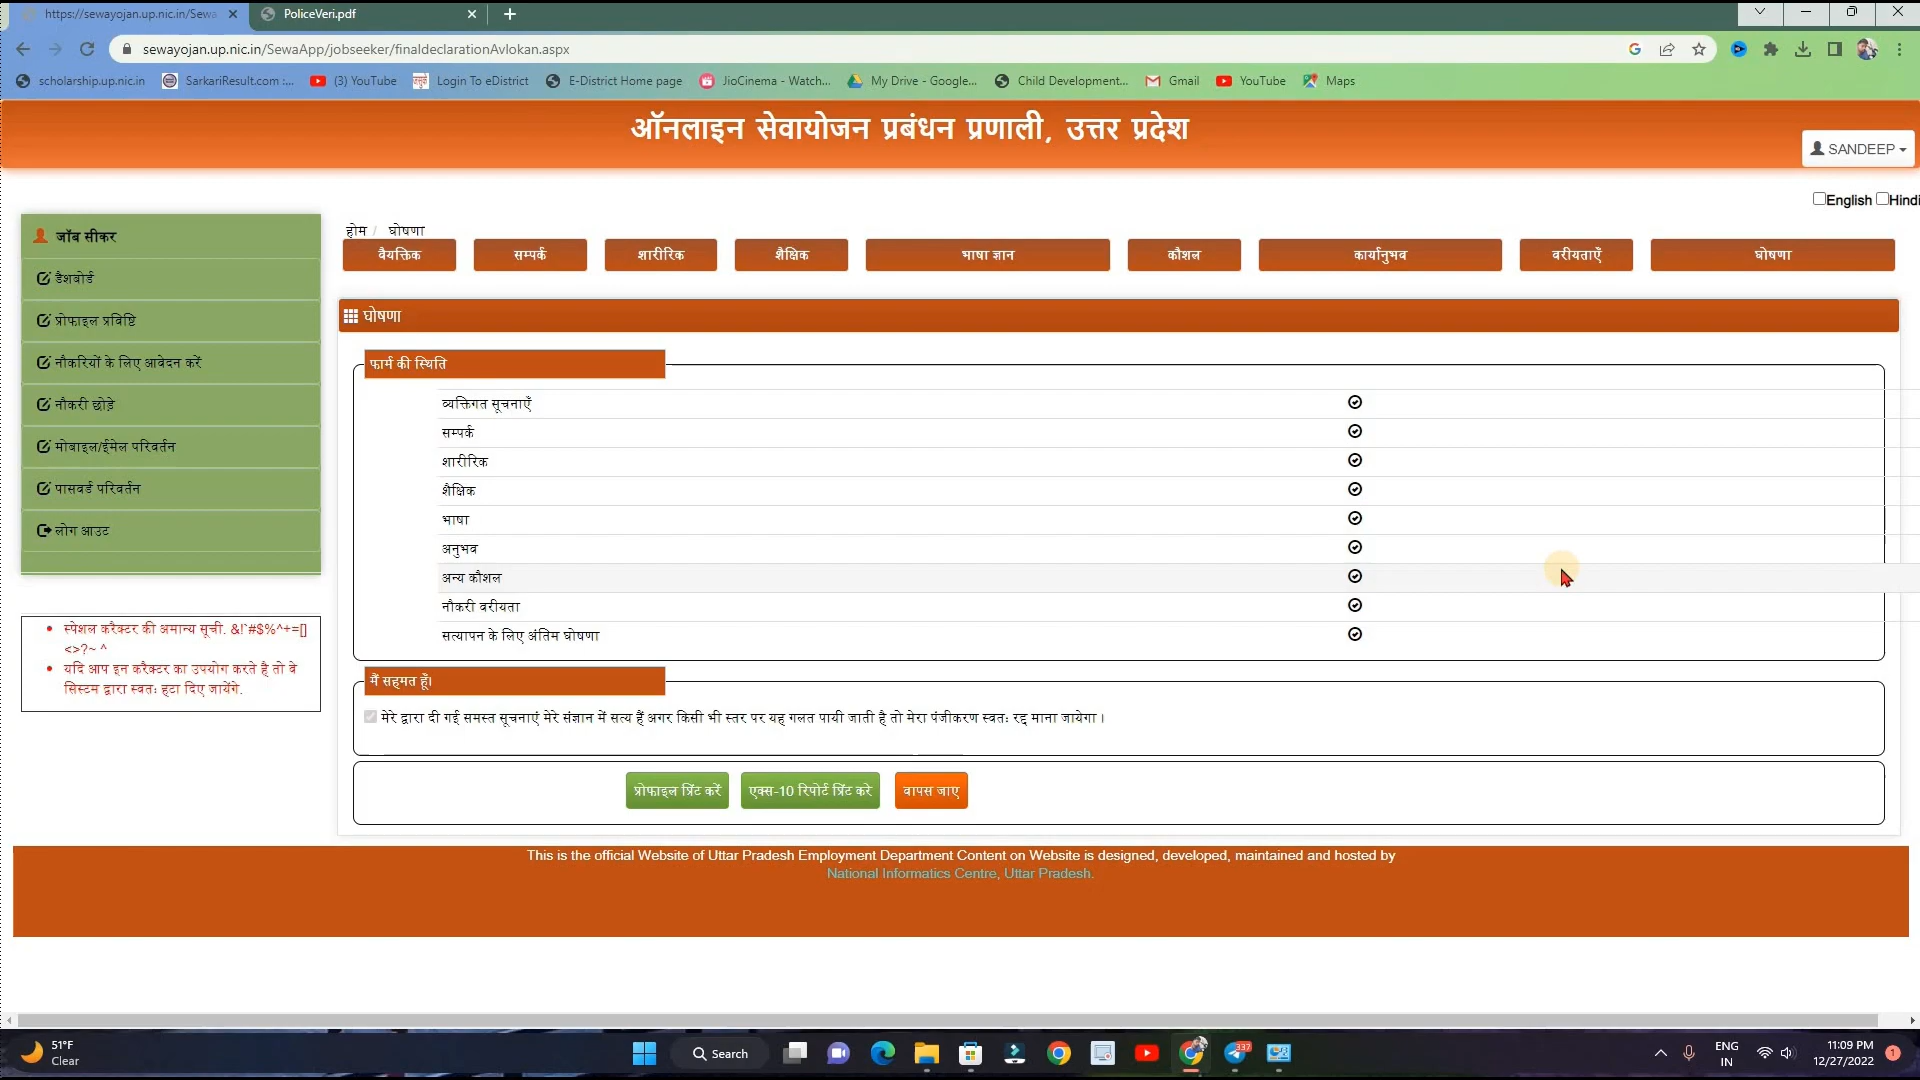 https://sewayojan.up.nic.in/Sewa
PoliceVeri.pdf
sewayojan.up.nic.in/SewaApp/jobseeker/finaldeclarationAvlokan.aspx
scholarship.up.nic.in
SarkariResult.com :...
(3) YouTube
Login To eDistrict
E-District Home page
JioCinema - Watch...
My Drive - Google...
Child Development...
Gmail
YouTube
Maps
ऑनलाइन सेवायोजन प्रबंधन प्रणाली, उत्तर प्रदेश
SANDEEP
English Hindi
जॉब सीकर
डैशबोर्ड
प्रोफाइल प्रविष्टि
नौकरियों के लिए आवेदन करें
नौकरी छोड़े
मोबाइल/ईमेल परिवर्तन
पासवर्ड परिवर्तन
लोग आउट
स्पेशल करैक्टर की अमान्य सूची. &!`#$%^+=[]
<>?~ ^
यदि आप इन करैक्टर का उपयोग करते है तो वे
सिस्टम द्वारा स्वतः हटा दिए जायेंगे.
होम / घोषणा
वैयक्तिक
सम्पर्क
शारीरिक
शैक्षिक
भाषा ज्ञान
कौशल
कार्यानुभव
वरीयताएँ
घोषणा
घोषणा
फार्म की स्थिति
व्यक्तिगत सूचनाएँ
सम्पर्क
शारीरिक
शैक्षिक
भाषा
अनुभव
अन्य कौशल
नौकरी वरीयता
सत्यापन के लिए अंतिम घोषणा
मैं सहमत हूँ।
मेरे द्वारा दी गई समस्त सूचनाएं मेरे संज्ञान में सत्य हैं अगर किसी भी स्तर पर यह गलत पायी जाती है तो मेरा पंजीकरण स्वतः रद्द माना जायेगा ।
प्रोफाइल प्रिंट करें
एक्स-10 रिपोर्ट प्रिंट करे
वापस जाए
This is the official Website of Uttar Pradesh Employment Department Content on Website is designed, developed, maintained and hosted by
National Informatics Centre, Uttar Pradesh.
51°F
Clear
Search
337
ENG
IN
11:09 PM
12/27/2022
1